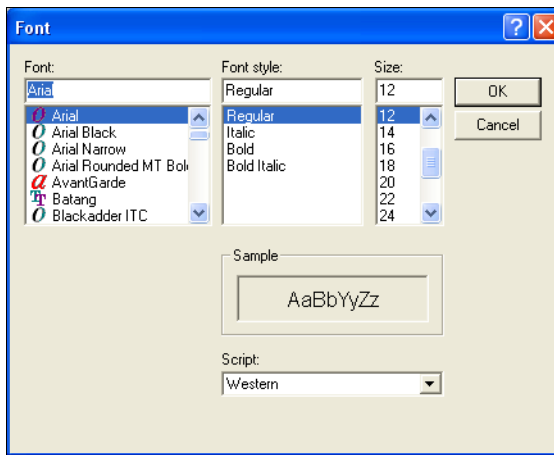 Font
Font: Font style: Size:
Arial Regular 12 OK
Arial Regular 12
Arial Black Italic 14 Cancel
Arial Narrow Bold 16
Arial Rounded MT Bol Bold Italic 18
AvantGarde 20
Batang 22
Blackadder ITC 24
Sample
AaBbYyZz
Script:
Western